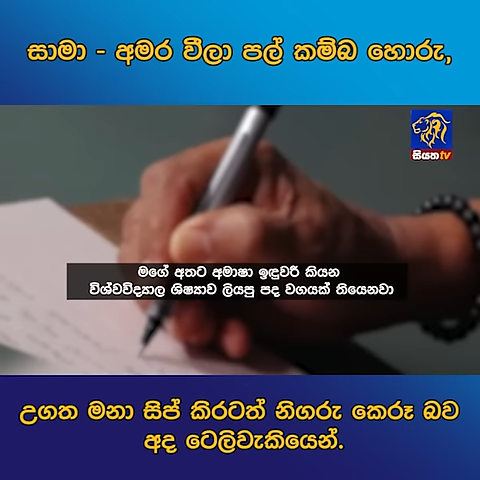 සාමා - අමර වීලා පල් කම්බ හොරු,
සියත tv
මගේ අතට අමාෂා ඉඳුවරී කියන
විශ්වවිද්‍යාල ශිෂ්‍යාව ලියපු පද වගයක් තියෙනවා
උගත මනා සිප් කිරටත් නිගරු කෙරූ බව
අද ටෙලිවැකියෙන්.